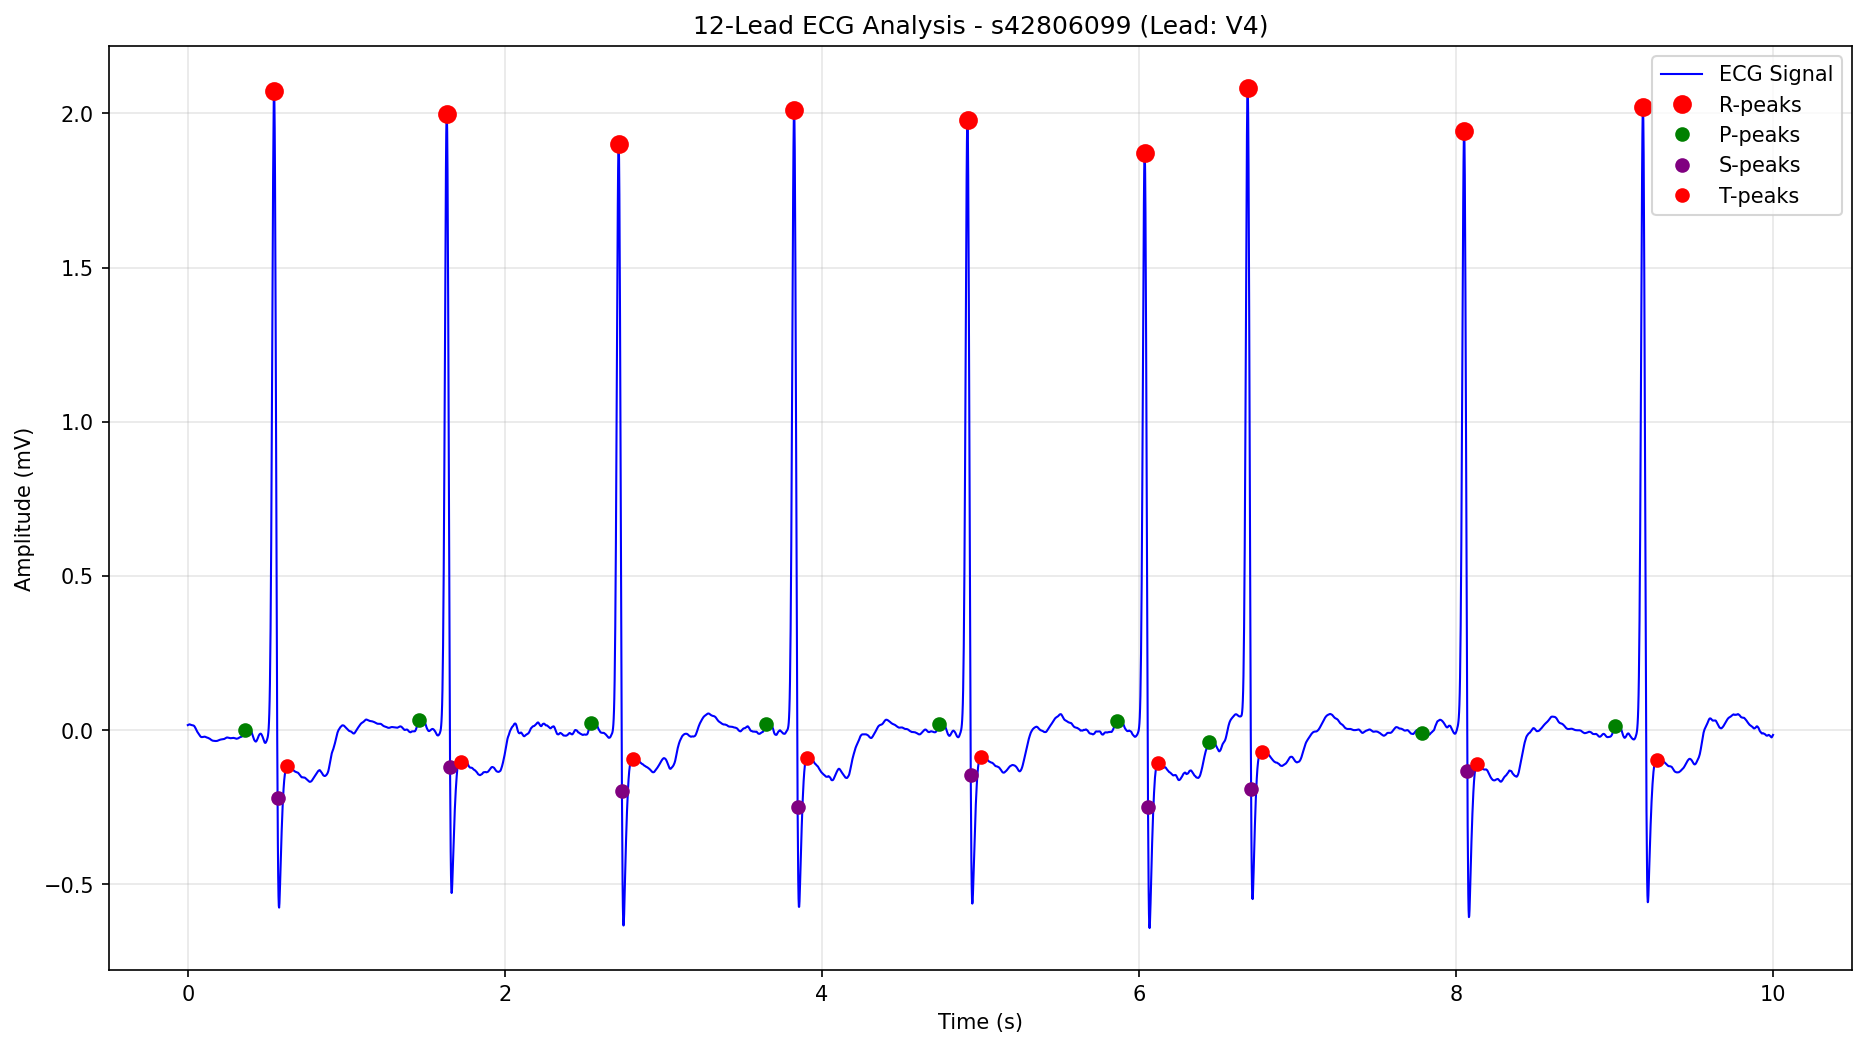 12-Lead ECG Analysis - s42806099 (Lead: V4)
ECG Signal
R-peaks
P-peaks
S-peaks
T-peaks
Amplitude (mV)
2.0
1.5
1.0
0.5
0.0
−0.5
0 2 4 6 8 10
Time (s)